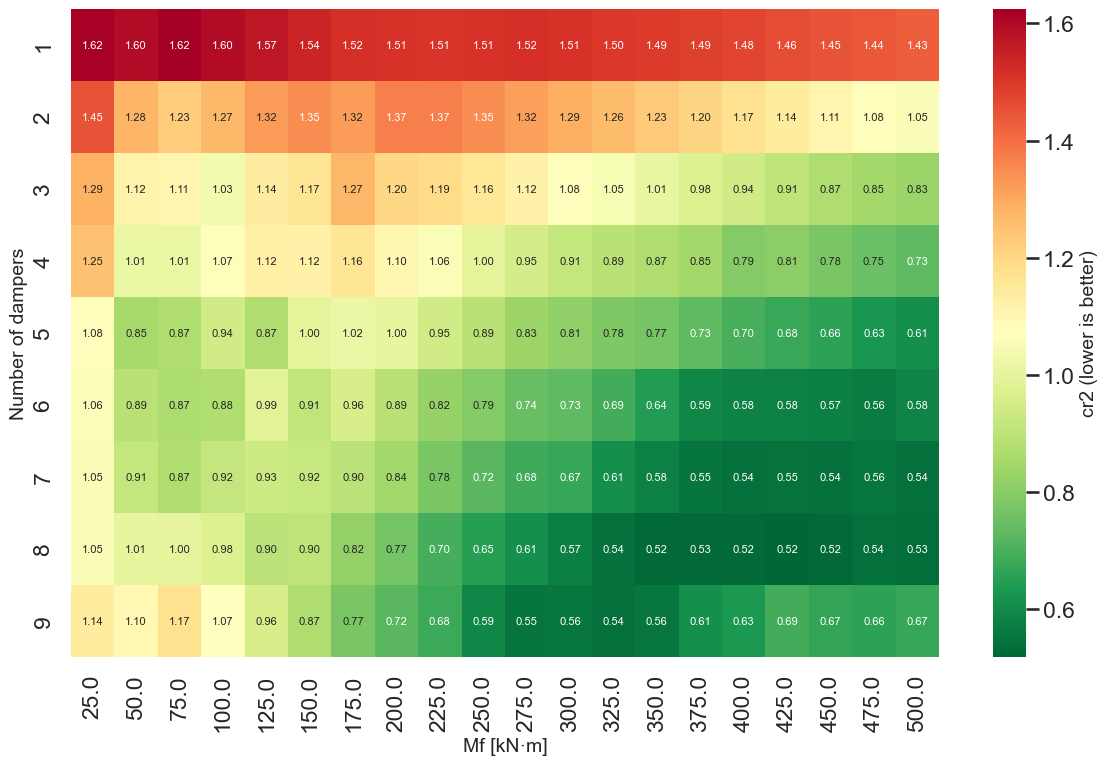 1 1.62 1.60 1.62 1.60 1.57 1.54 1.52 1.51 1.51 1.51 1.52 1.51 1.50 1.49 1.49 1.48 1.46 1.45 1.44 1.43
2 1.45 1.28 1.23 1.27 1.32 1.35 1.32 1.37 1.37 1.35 1.32 1.29 1.26 1.23 1.20 1.17 1.14 1.11 1.08 1.05
3 1.29 1.12 1.11 1.03 1.14 1.17 1.27 1.20 1.19 1.16 1.12 1.08 1.05 1.01 0.98 0.94 0.91 0.87 0.85 0.83
4 1.25 1.01 1.01 1.07 1.12 1.12 1.16 1.10 1.06 1.00 0.95 0.91 0.89 0.87 0.85 0.79 0.81 0.78 0.75 0.73
5 1.08 0.85 0.87 0.94 0.87 1.00 1.02 1.00 0.95 0.89 0.83 0.81 0.78 0.77 0.73 0.70 0.68 0.66 0.63 0.61
6 1.06 0.89 0.87 0.88 0.99 0.91 0.96 0.89 0.82 0.79 0.74 0.73 0.69 0.64 0.59 0.58 0.58 0.57 0.56 0.58
7 1.05 0.91 0.87 0.92 0.93 0.92 0.90 0.84 0.78 0.72 0.68 0.67 0.61 0.58 0.55 0.54 0.55 0.54 0.56 0.54
8 1.05 1.01 1.00 0.98 0.90 0.90 0.82 0.77 0.70 0.65 0.61 0.57 0.54 0.52 0.53 0.52 0.52 0.52 0.54 0.53
9 1.14 1.10 1.17 1.07 0.96 0.87 0.77 0.72 0.68 0.59 0.55 0.56 0.54 0.56 0.61 0.63 0.69 0.67 0.66 0.67
25.0 50.0 75.0 100.0 125.0 150.0 175.0 200.0 225.0 250.0 275.0 300.0 325.0 350.0 375.0 400.0 425.0 450.0 475.0 500.0
Mf [kN·m]
Number of dampers
1.6
1.4
1.2
1.0
0.8
0.6
cr2 (lower is better)